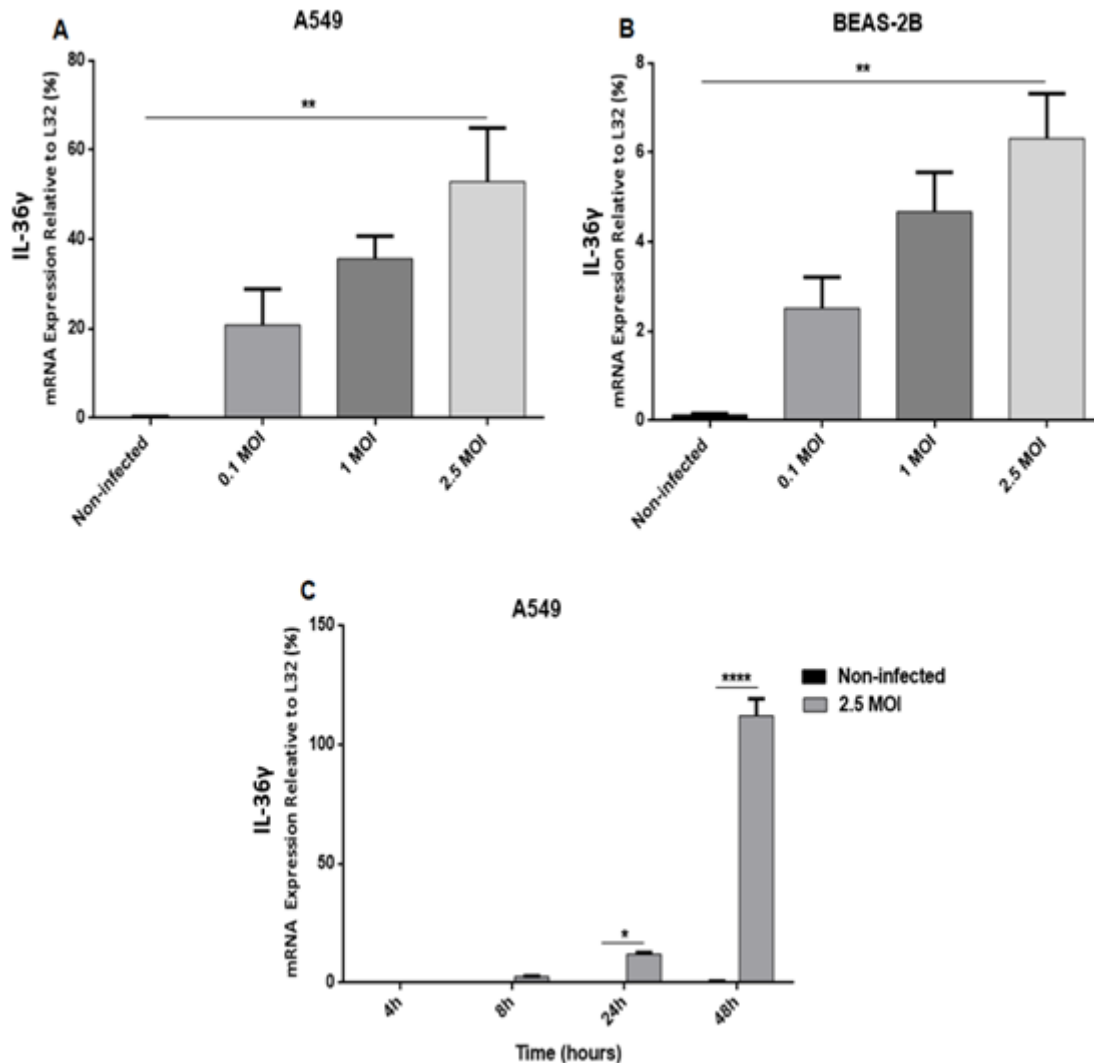 A
A549
IL-36γ
mRNA Expression Relative to L32 (%)
80
60
40
20
0
**
Non-infected
0.1 MOI
1 MOI
2.5 MOI
B
BEAS-2B
IL-36γ
mRNA Expression Relative to L32 (%)
8
6
4
2
0
**
Non-infected
0.1 MOI
1 MOI
2.5 MOI
C
A549
IL-36γ
mRNA Expression Releative to L32 (%)
150
100
50
0
*
****
4h
8h
24h
48h
Time (hours)
Non-infected
2.5 MOI